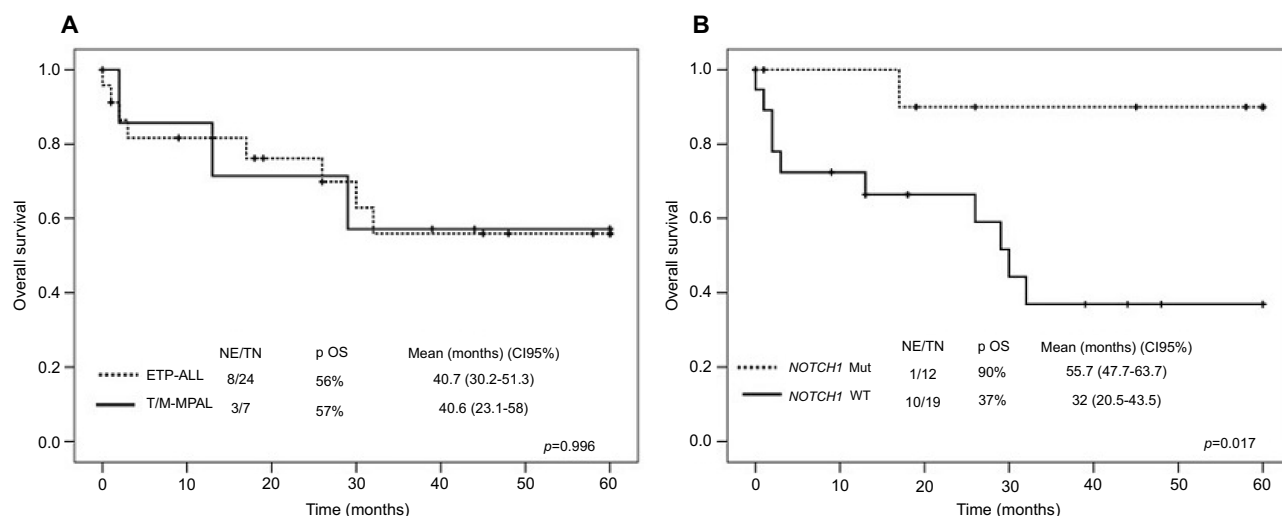 A
Overall survival
1.0
0.8
0.6
0.4
0.2
0.0
NE/TN p OS Mean (months) (CI95%)
ETP-ALL 8/24 56% 40.7 (30.2-51.3)
T/M-MPAL 3/7 57% 40.6 (23.1-58)
p=0.996
0 10 20 30 40 50 60
Time (months)
B
Overall survival
1.0
0.8
0.6
0.4
0.2
0.0
NE/TN p OS Mean (months) (CI95%)
NOTCH1 Mut 1/12 90% 55.7 (47.7-63.7)
NOTCH1 WT 10/19 37% 32 (20.5-43.5)
p=0.017
0 10 20 30 40 50 60
Time (months)